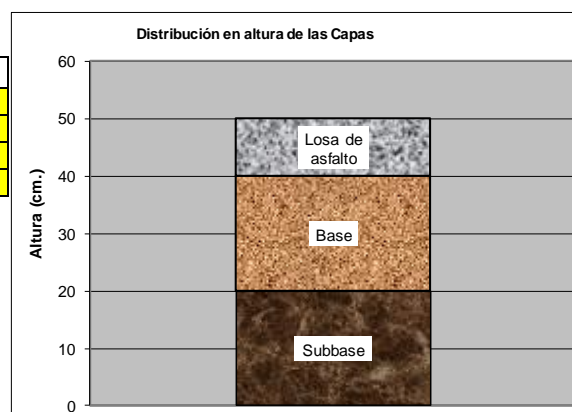 Distribución en altura de las Capas
60
50
40
30
20
10
0
Altura (cm.)
Losa de
asfalto
Base
Subbase